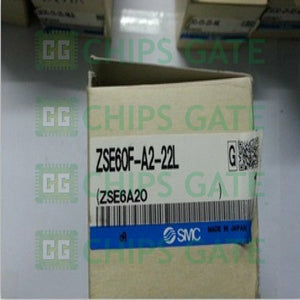 CHIPS GATE
CHIPS GATE
ZSE60F-A2-22L
G
(ZSE6A20 )
SMC
MADE IN JAPAN
CHIPS GATE